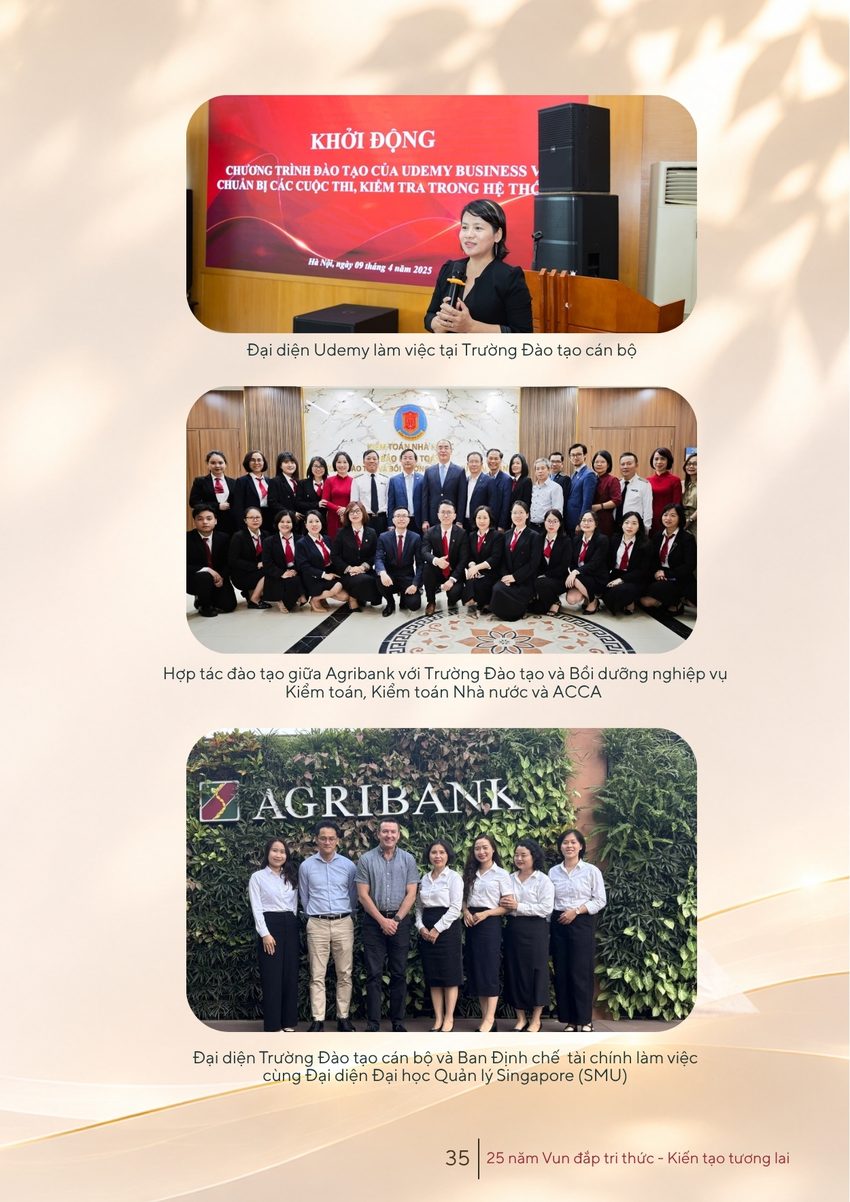 KHỞI ĐỘNG
CHƯƠNG TRÌNH ĐÀO TẠO CỦA UDEMY BUSINESS V
CHUẨN BỊ CÁC CUỘC THI, KIỂM TRA TRONG HỆ THỐ
Hà Nội, ngày 09 tháng 4 năm 2025
Đại diện Udemy làm việc tại Trường Đào tạo cán bộ
KIỂM TOÁN NHÀ
Hợp tác đào tạo giữa Agribank với Trường Đào tạo và Bồi dưỡng nghiệp vụ
Kiểm toán, Kiểm toán Nhà nước và ACCA
AGRIBANK
Đại diện Trường Đào tạo cán bộ và Ban Định chế tài chính làm việc
cùng Đại diện Đại học Quản lý Singapore (SMU)
35
25 năm Vun đắp tri thức - Kiến tạo tương lai